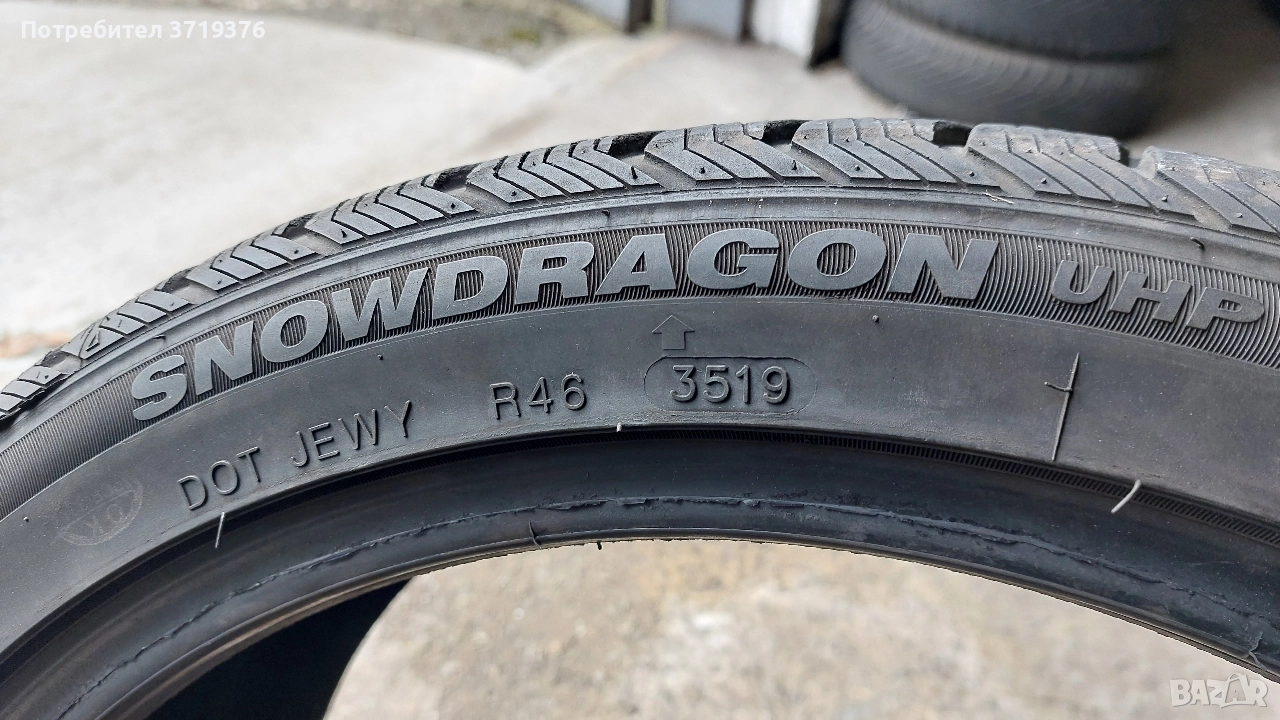 Потребител 3719376
SNOWDRAGON UHP
DOT JEWY R46 3519
BAZAR